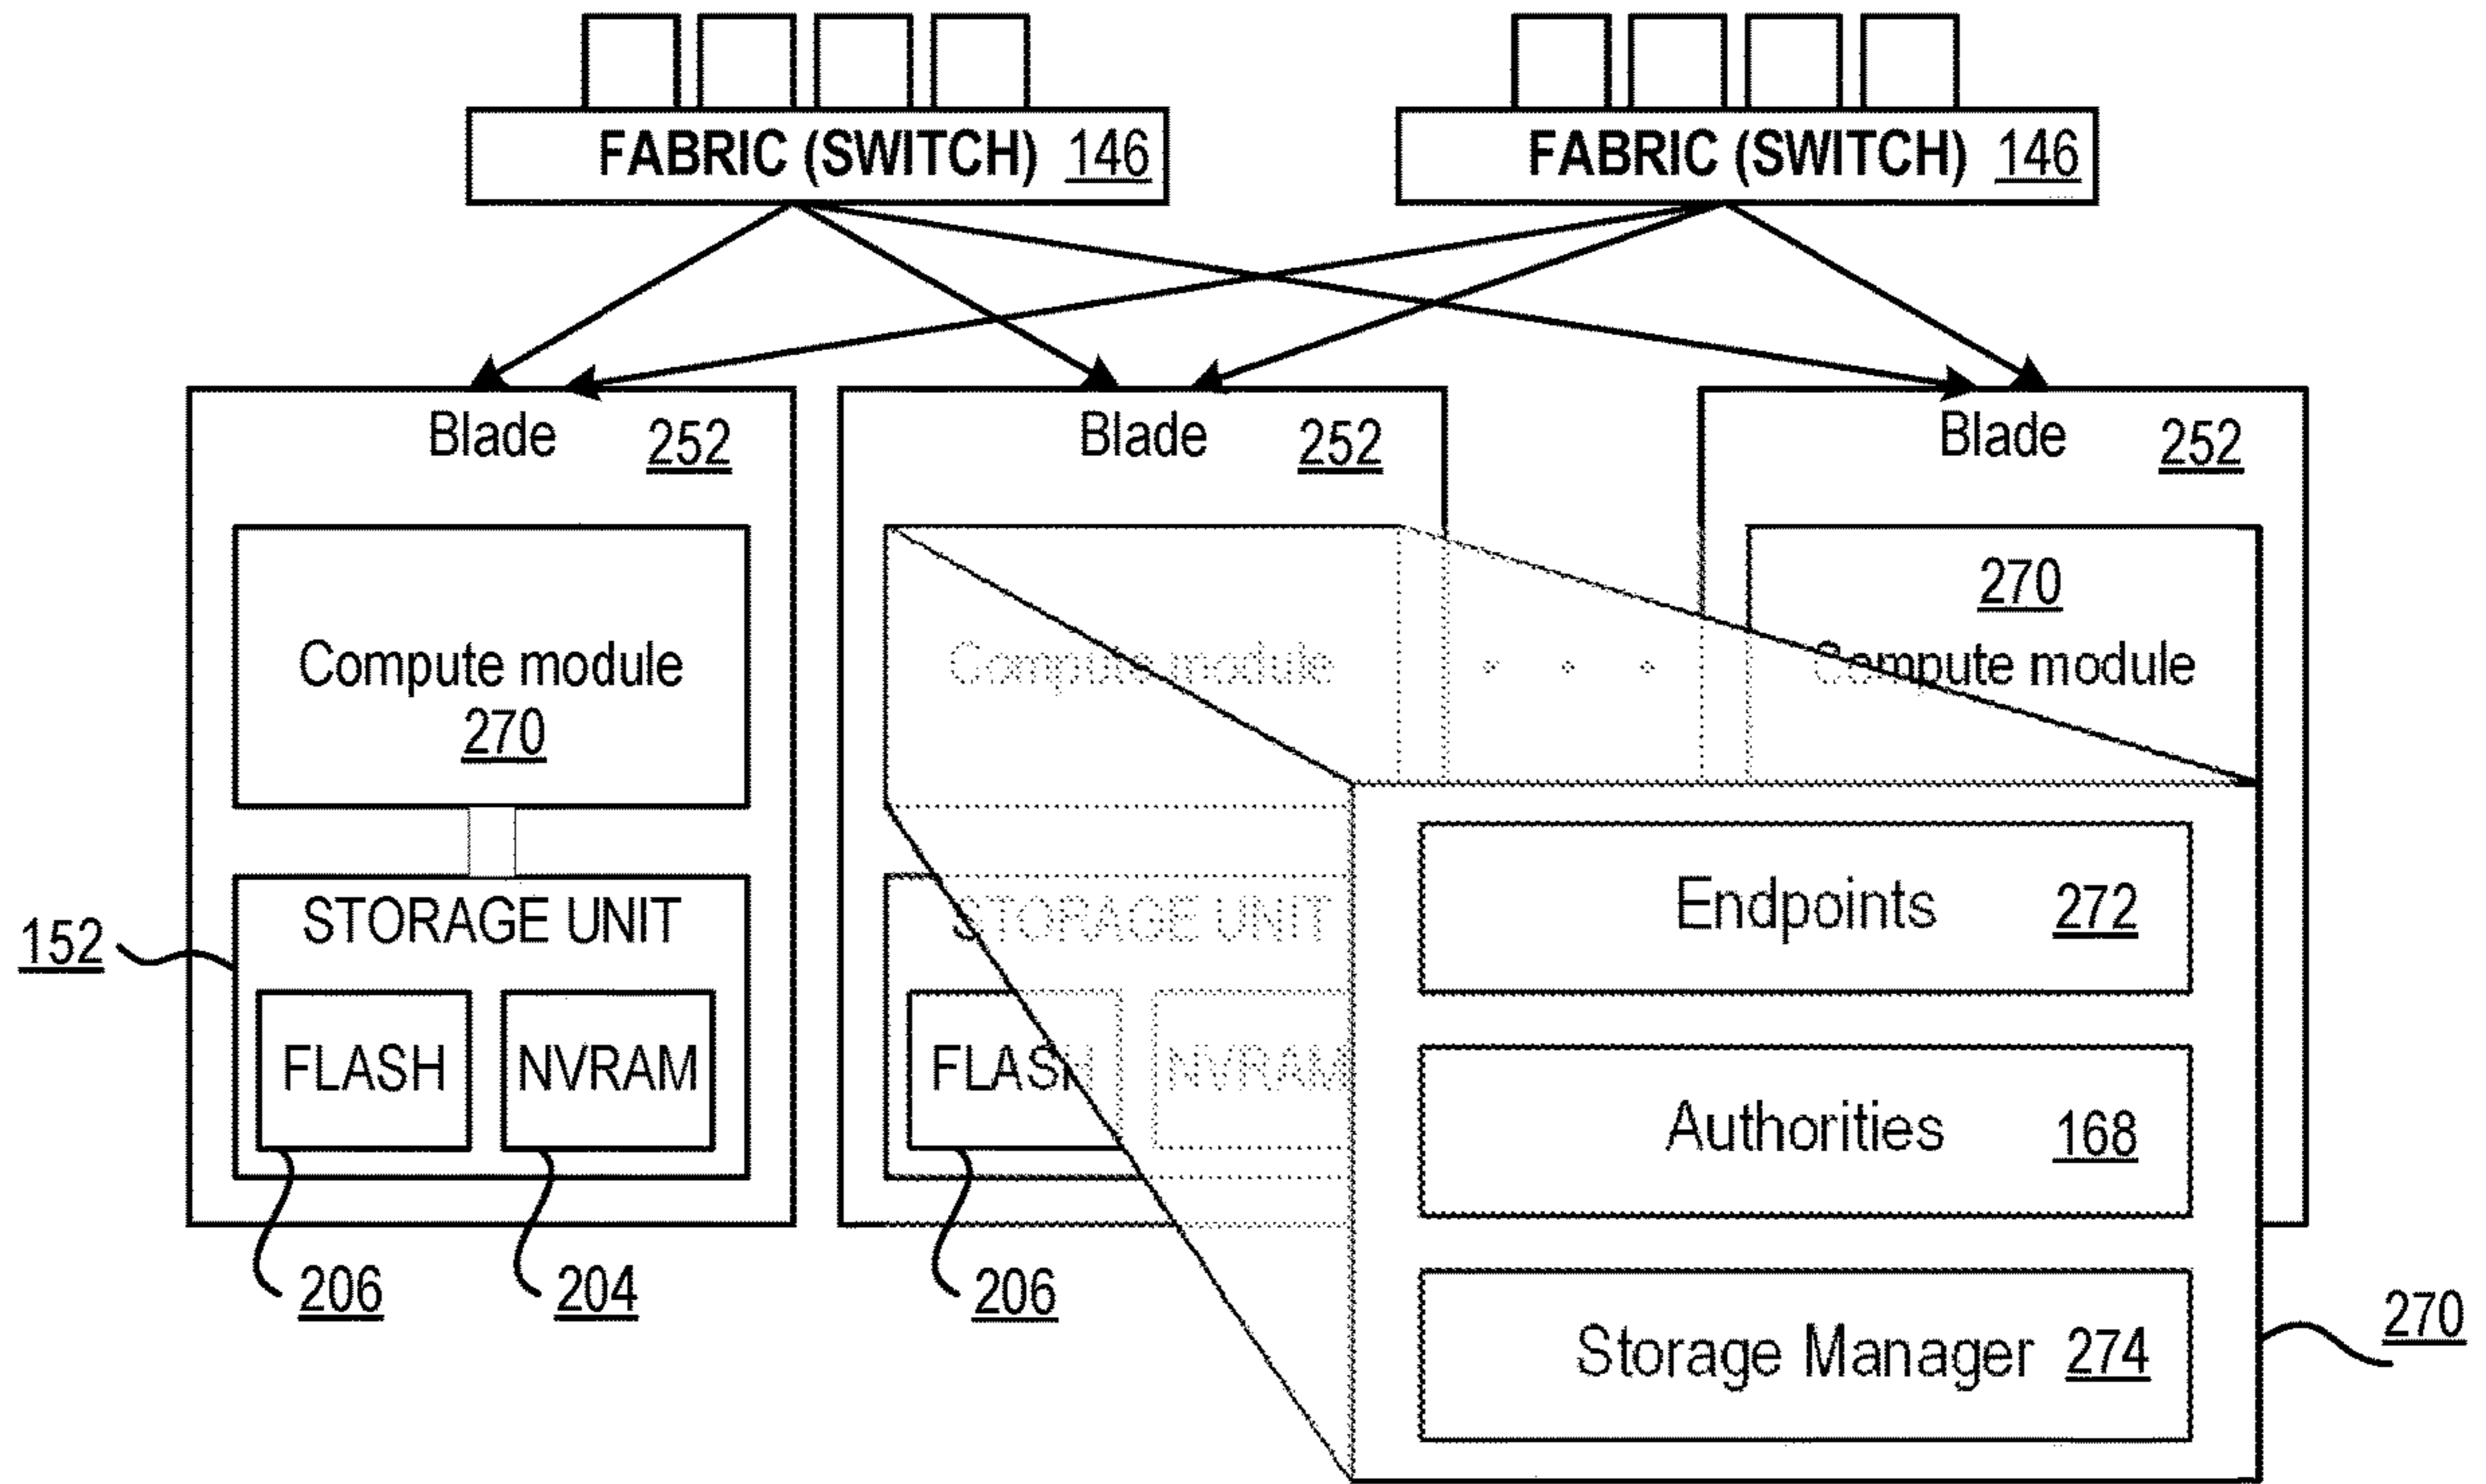 FABRIC (SWITCH) 146
FABRIC (SWITCH) 146
Blade 252
Blade 252
Blade 252
Compute module
270
Compute module
. . .
270
Compute module
152
STORAGE UNIT
FLASH
NVRAM
206
204
STORAGE UNIT
FLASH
NVRAM
206
Endpoints 272
Authorities 168
Storage Manager 274
270